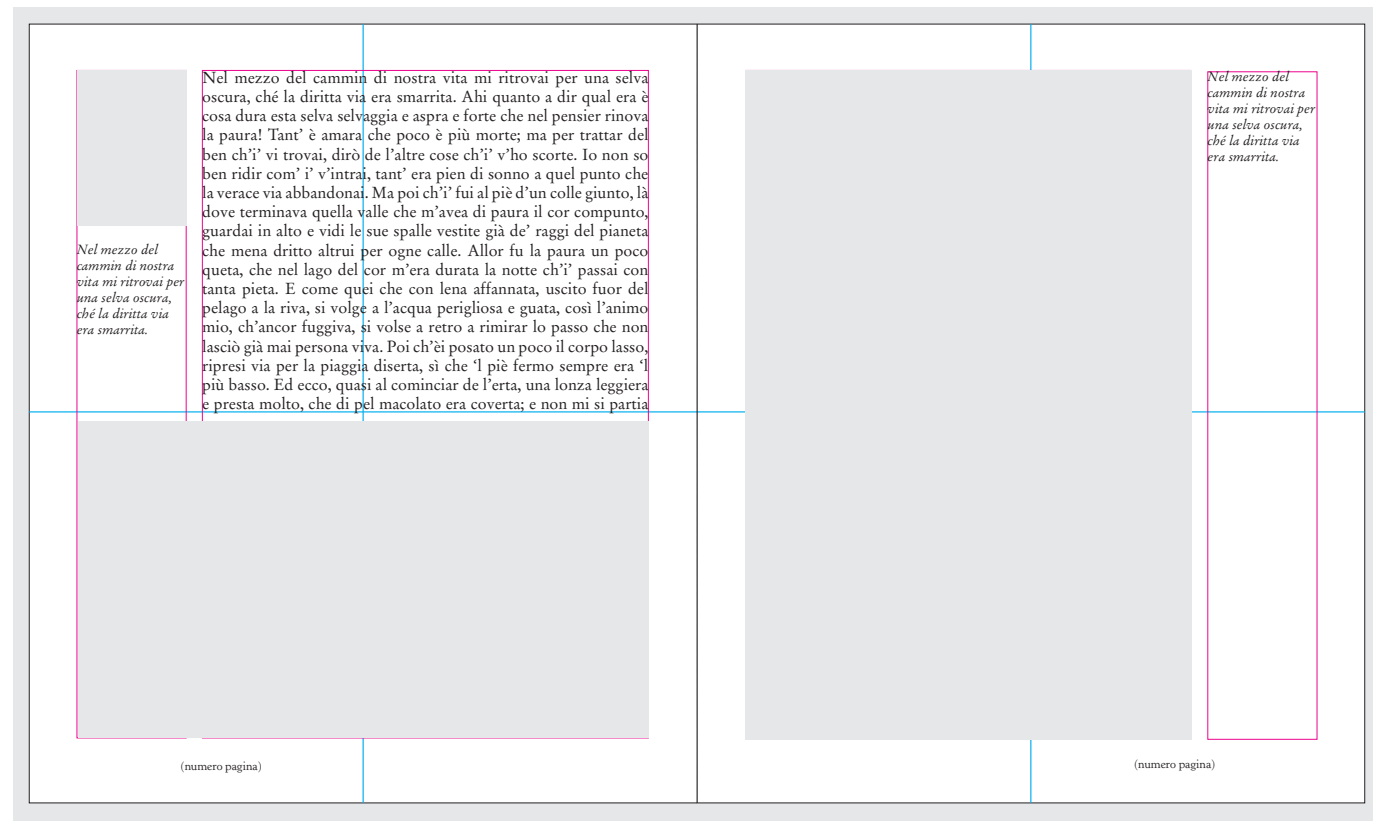 Nel mezzo del cammin di nostra vita mi ritrovai per una selva
oscura, ché la diritta via era smarrita. Ahi quanto a dir qual era è
cosa dura esta selva selvaggia e aspra e forte che nel pensier rinova
la paura! Tant’ è amara che poco è più morte; ma per trattar del
ben ch’i’ vi trovai, dirò de l’altre cose ch’i’ v’ho scorte. Io non so
ben ridir com’ i’ v’intrai, tant’ era pien di sonno a quel punto che
la verace via abbandonai. Ma poi ch’i’ fui al piè d’un colle giunto, là
dove terminava quella valle che m’avea di paura il cor compunto,
guardai in alto e vidi le sue spalle vestite già de’ raggi del pianeta
che mena dritto altrui per ogne calle. Allor fu la paura un poco
queta, che nel lago del cor m’era durata la notte ch’i’ passai con
tanta pieta. E come quei che con lena affannata, uscito fuor del
pelago a la riva, si volge a l’acqua perigliosa e guata, così l’animo
mio, ch’ancor fuggiva, si volse a retro a rimirar lo passo che non
lasciò già mai persona viva. Poi ch’èi posato un poco il corpo lasso,
ripresi via per la piaggia diserta, sì che ‘l piè fermo sempre era ‘l
più basso. Ed ecco, quasi al cominciar de l’erta, una lonza leggiera
e presta molto, che di pel macolato era coverta; e non mi si partia
Nel mezzo del
cammin di nostra
vita mi ritrovai per
una selva oscura,
ché la diritta via
era smarrita.
(numero pagina)
Nel mezzo del
cammin di nostra
vita mi ritrovai per
una selva oscura,
ché la diritta via
era smarrita.
(numero pagina)